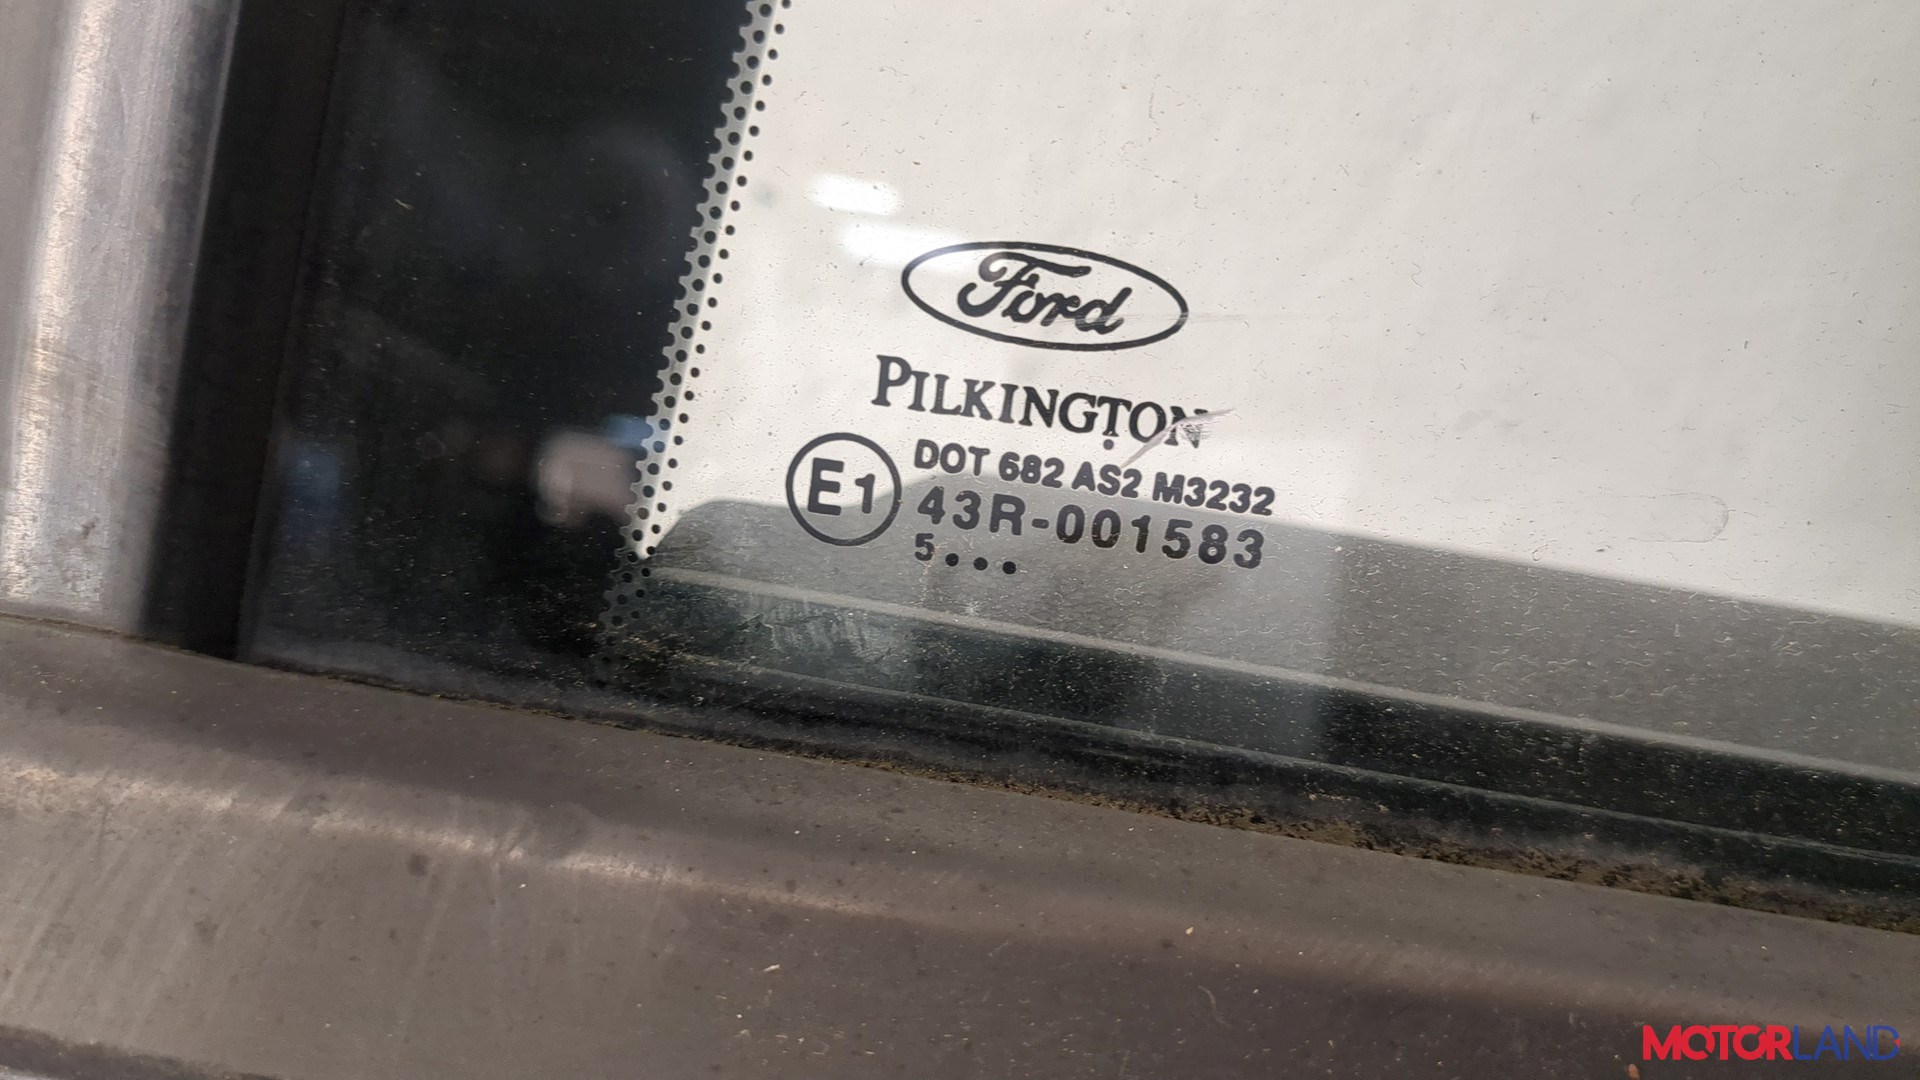 Ford
PILKINGTON
E1
DOT 682 AS2 M3232
43R-001583
5...
MOTORLAND